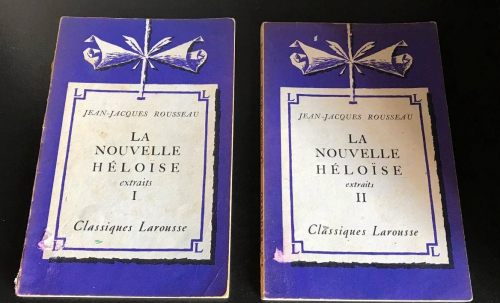 L L
JEAN-JACQUES ROUSSEAU
LA
NOUVELLE
HÉLOÏSE
extraits
I
Classiques Larousse
L L
L L
JEAN-JACQUES ROUSSEAU
LA
NOUVELLE
HÉLOÏSE
extraits
II
Classiques Larousse
L L